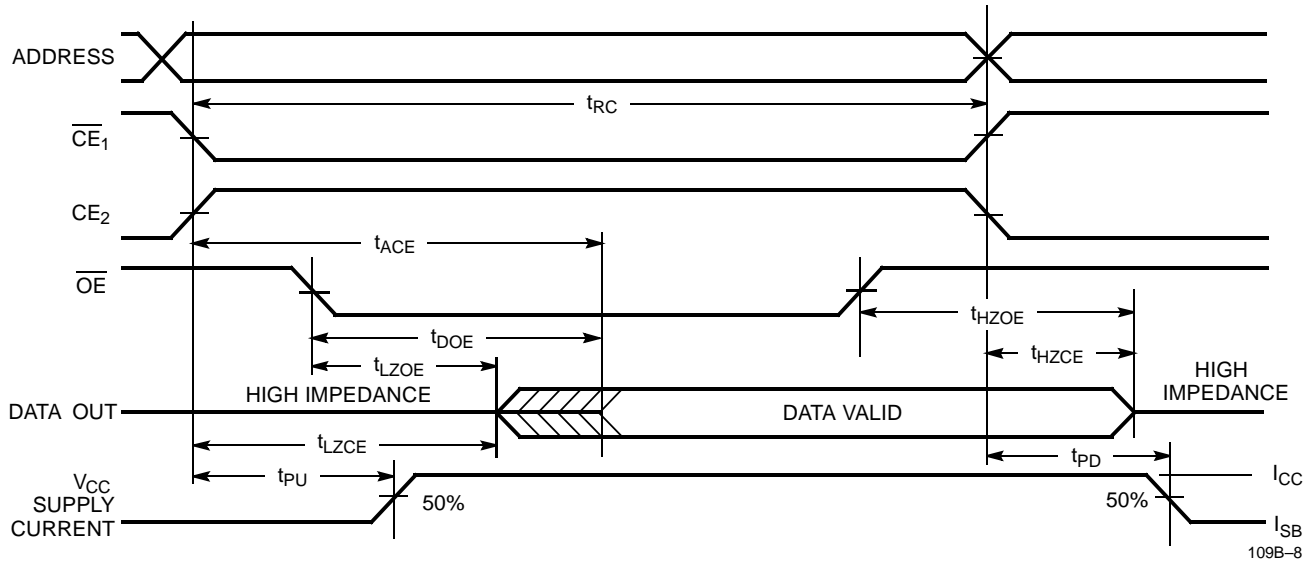 ADDRESS
tRC
CE1
CE2
tACE
OE
tHZOE
tDOE
tHZCE
tLZOE
HIGH IMPEDANCE
HIGH
IMPEDANCE
DATA OUT
DATA VALID
tLZCE
tPU
tPD
VCC
SUPPLY
CURRENT
50%
50%
ICC
ISB
109B–8